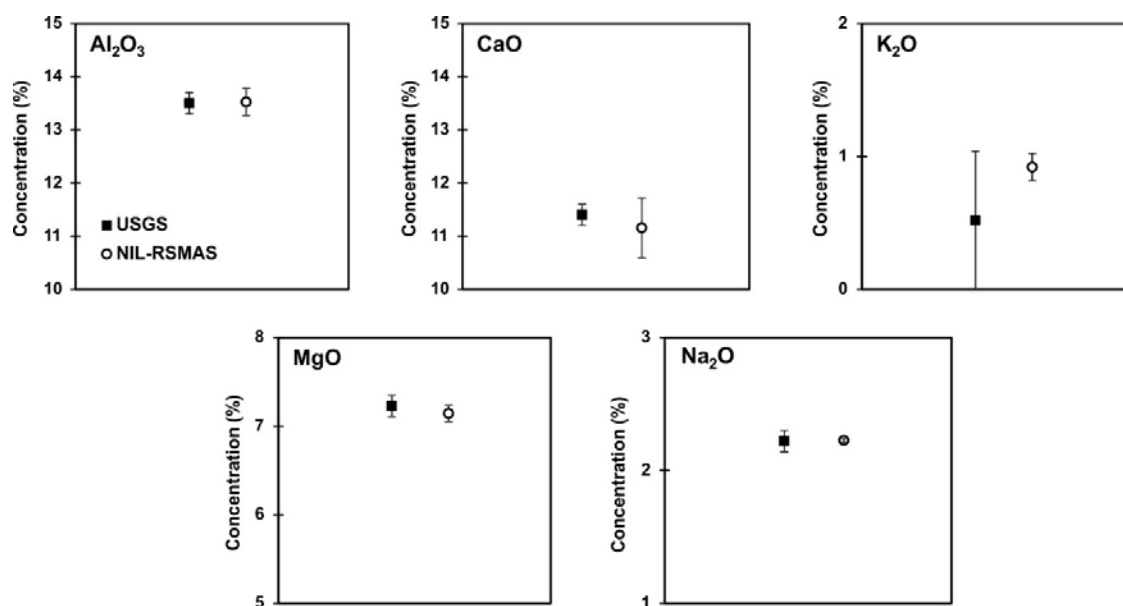 Al₂O₃
Concentration (%)
15
14
13
12
11
10
USGS
NIL-RSMAS
CaO
Concentration (%)
15
14
13
12
11
10
K₂O
Concentration (%)
2
1
0
MgO
Concentration (%)
8
7
6
5
Na₂O
Concentration (%)
3
2
1